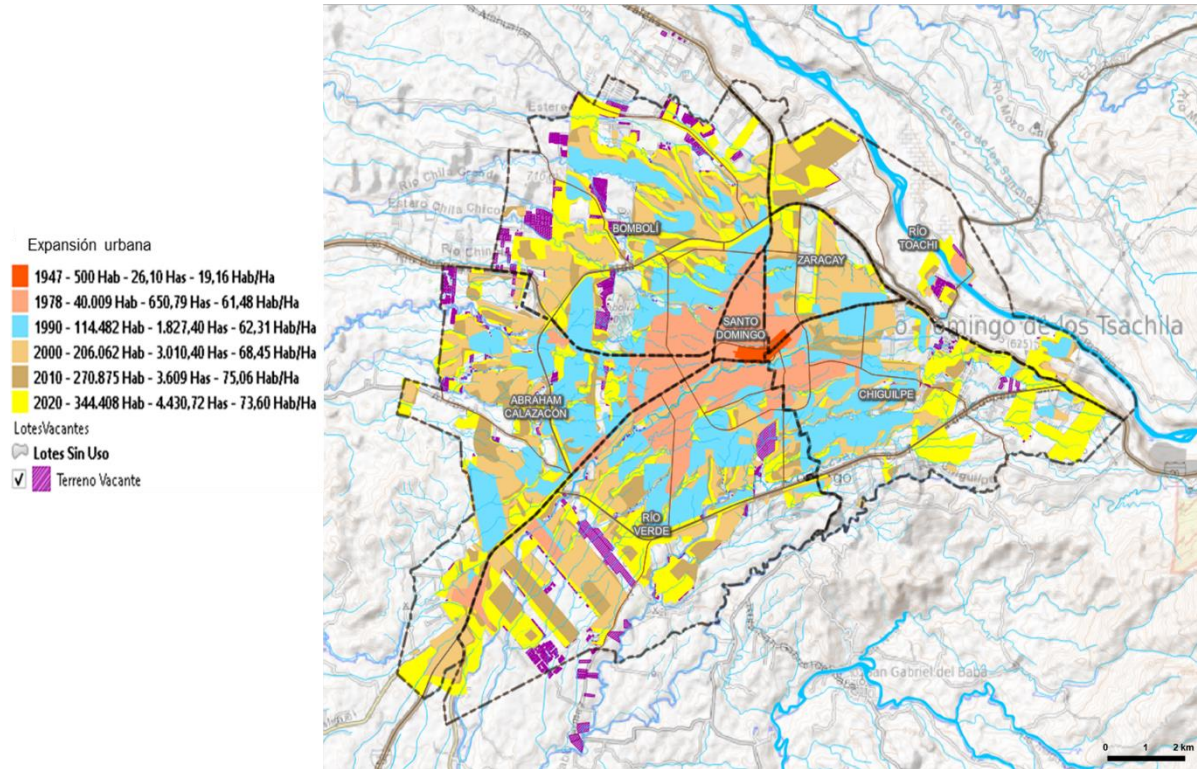 Expansión urbana
1947 - 500 Hab - 26,10 Has - 19,16 Hab/Ha
1978 - 40.009 Hab - 650,79 Has - 61,48 Hab/Ha
1990 - 114.482 Hab - 1.827,40 Has - 62,31 Hab/Ha
2000 - 206.062 Hab - 3.010,40 Has - 68,45 Hab/Ha
2010 - 270.875 Hab - 3.609 Has - 75,06 Hab/Ha
2020 - 344.408 Hab - 4.430,72 Has - 73,60 Hab/Ha
LotesVacantes
Lotes Sin Uso
Terreno Vacante
Estero
Río Mozo
Estero de los Sanchez
Río Chila Grande
Estero Chila Chico
BOMBOLÍ
RÍO
TOACHI
ZARACAY
SANTO
DOMINGO
Domingo de los Tsáchila
(625)
ABRAHAM
CALAZACÓN
CHIGUILPE
RÍO
VERDE
San Gabriel del Baba
0 1 2 km